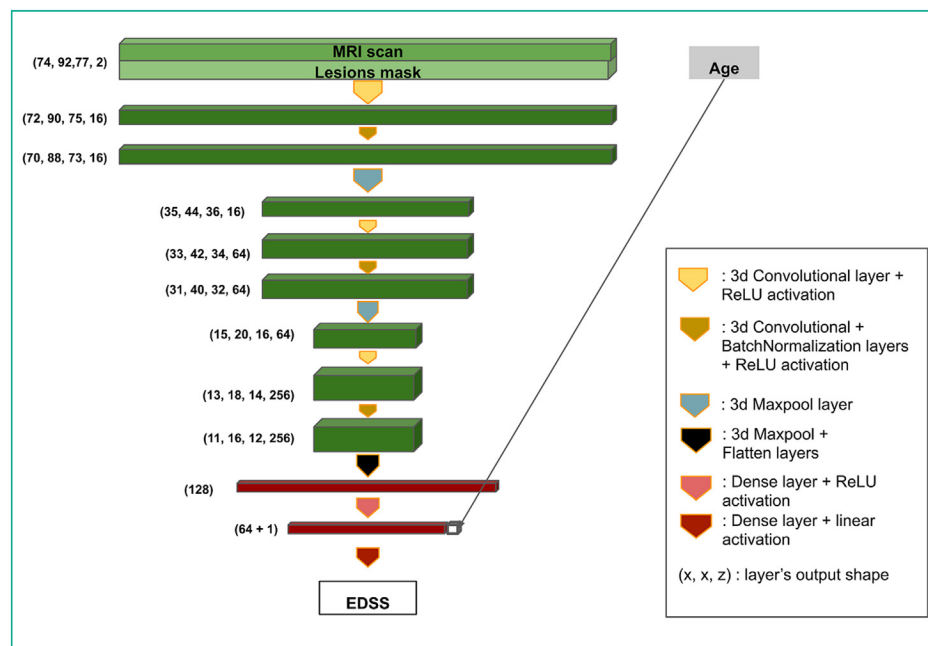 MRI scan
(74, 92,77, 2)
Lesions mask
Age
(72, 90, 75, 16)
(70, 88, 73, 16)
(35, 44, 36, 16)
(33, 42, 34, 64)
(31, 40, 32, 64)
(15, 20, 16, 64)
(13, 18, 14, 256)
(11, 16, 12, 256)
(128)
(64 + 1)
EDSS
: 3d Convolutional layer +
ReLU activation
: 3d Convolutional +
BatchNormalization layers
+ ReLU activation
: 3d Maxpool layer
: 3d Maxpool +
Flatten layers
: Dense layer + ReLU
activation
: Dense layer + linear
activation
(x, x, z) : layer's output shape